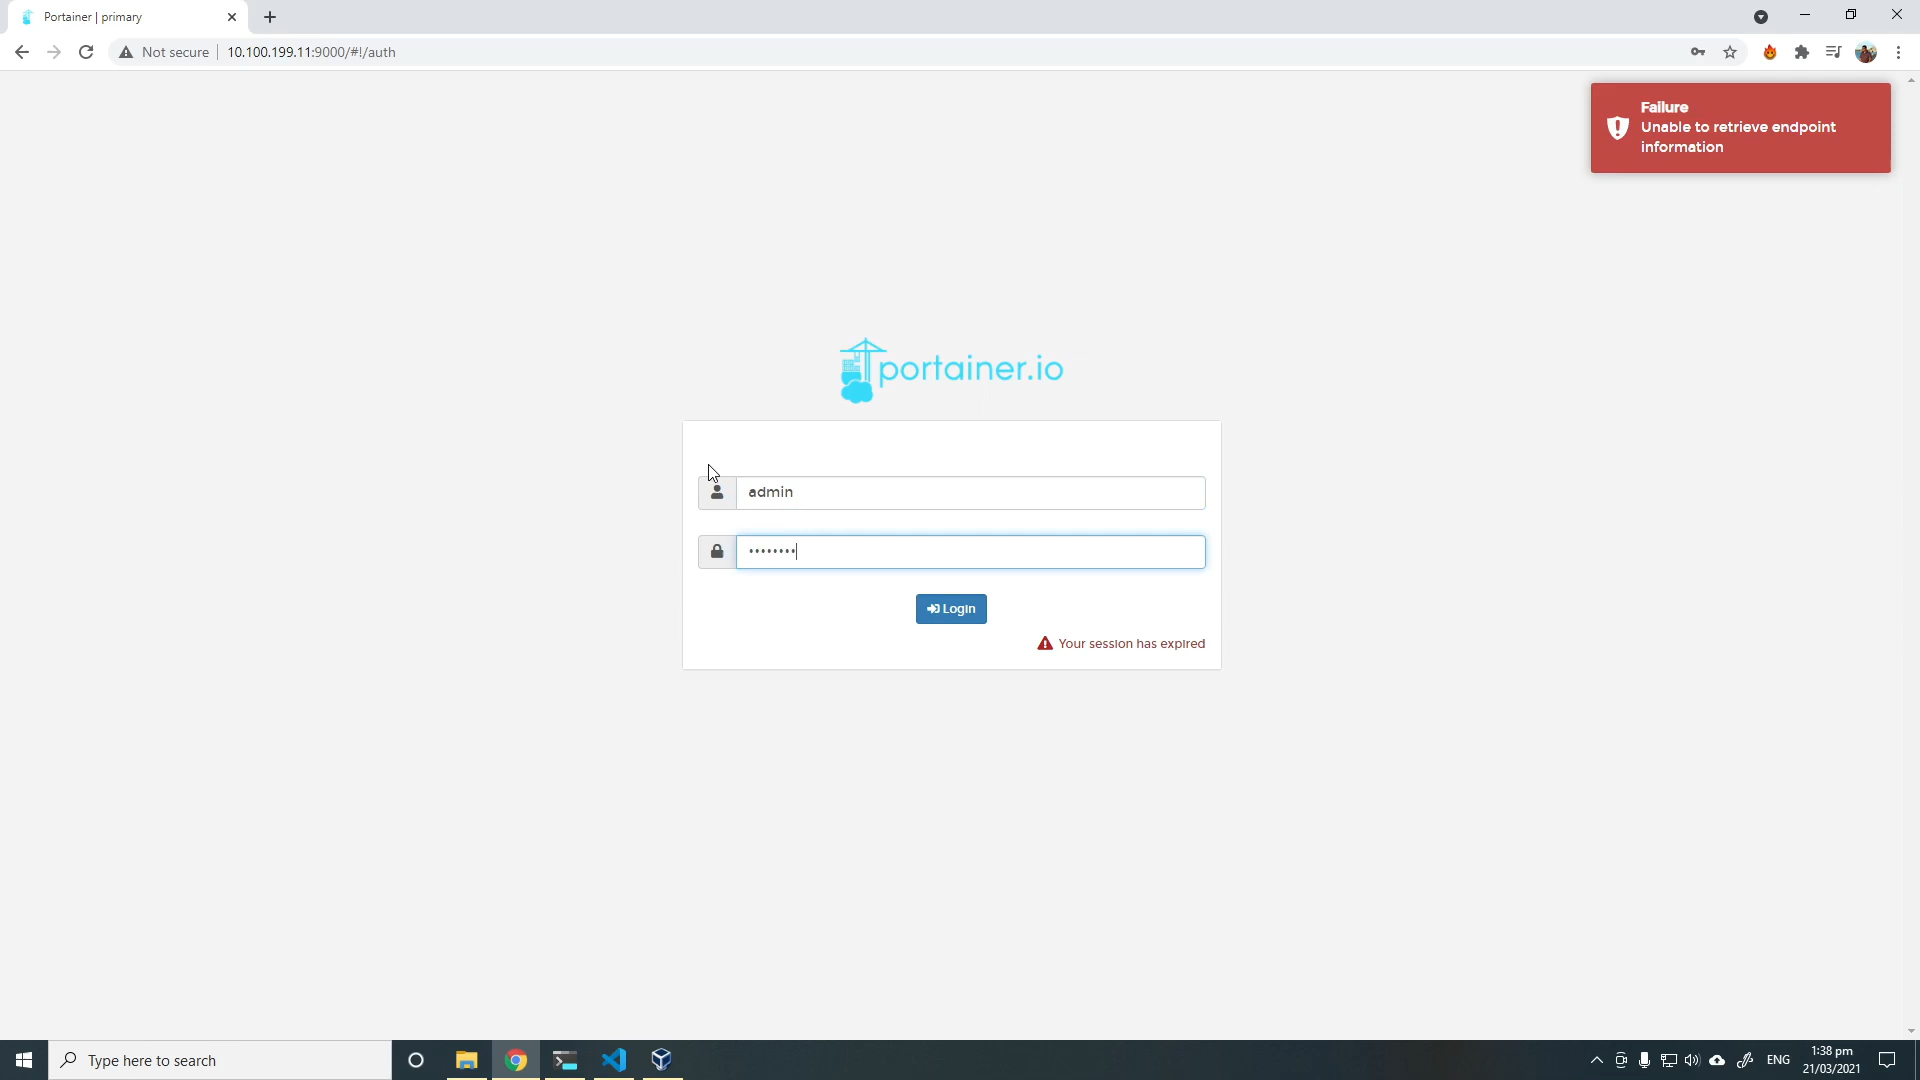 Portainer | primary
Not secure
10.100.199.11:9000/#!/auth
Failure
Unable to retrieve endpoint
information
portainer.io
admin
••••••••
Login
Your session has expired
Type here to search
ENG
1:38 pm
21/03/2021